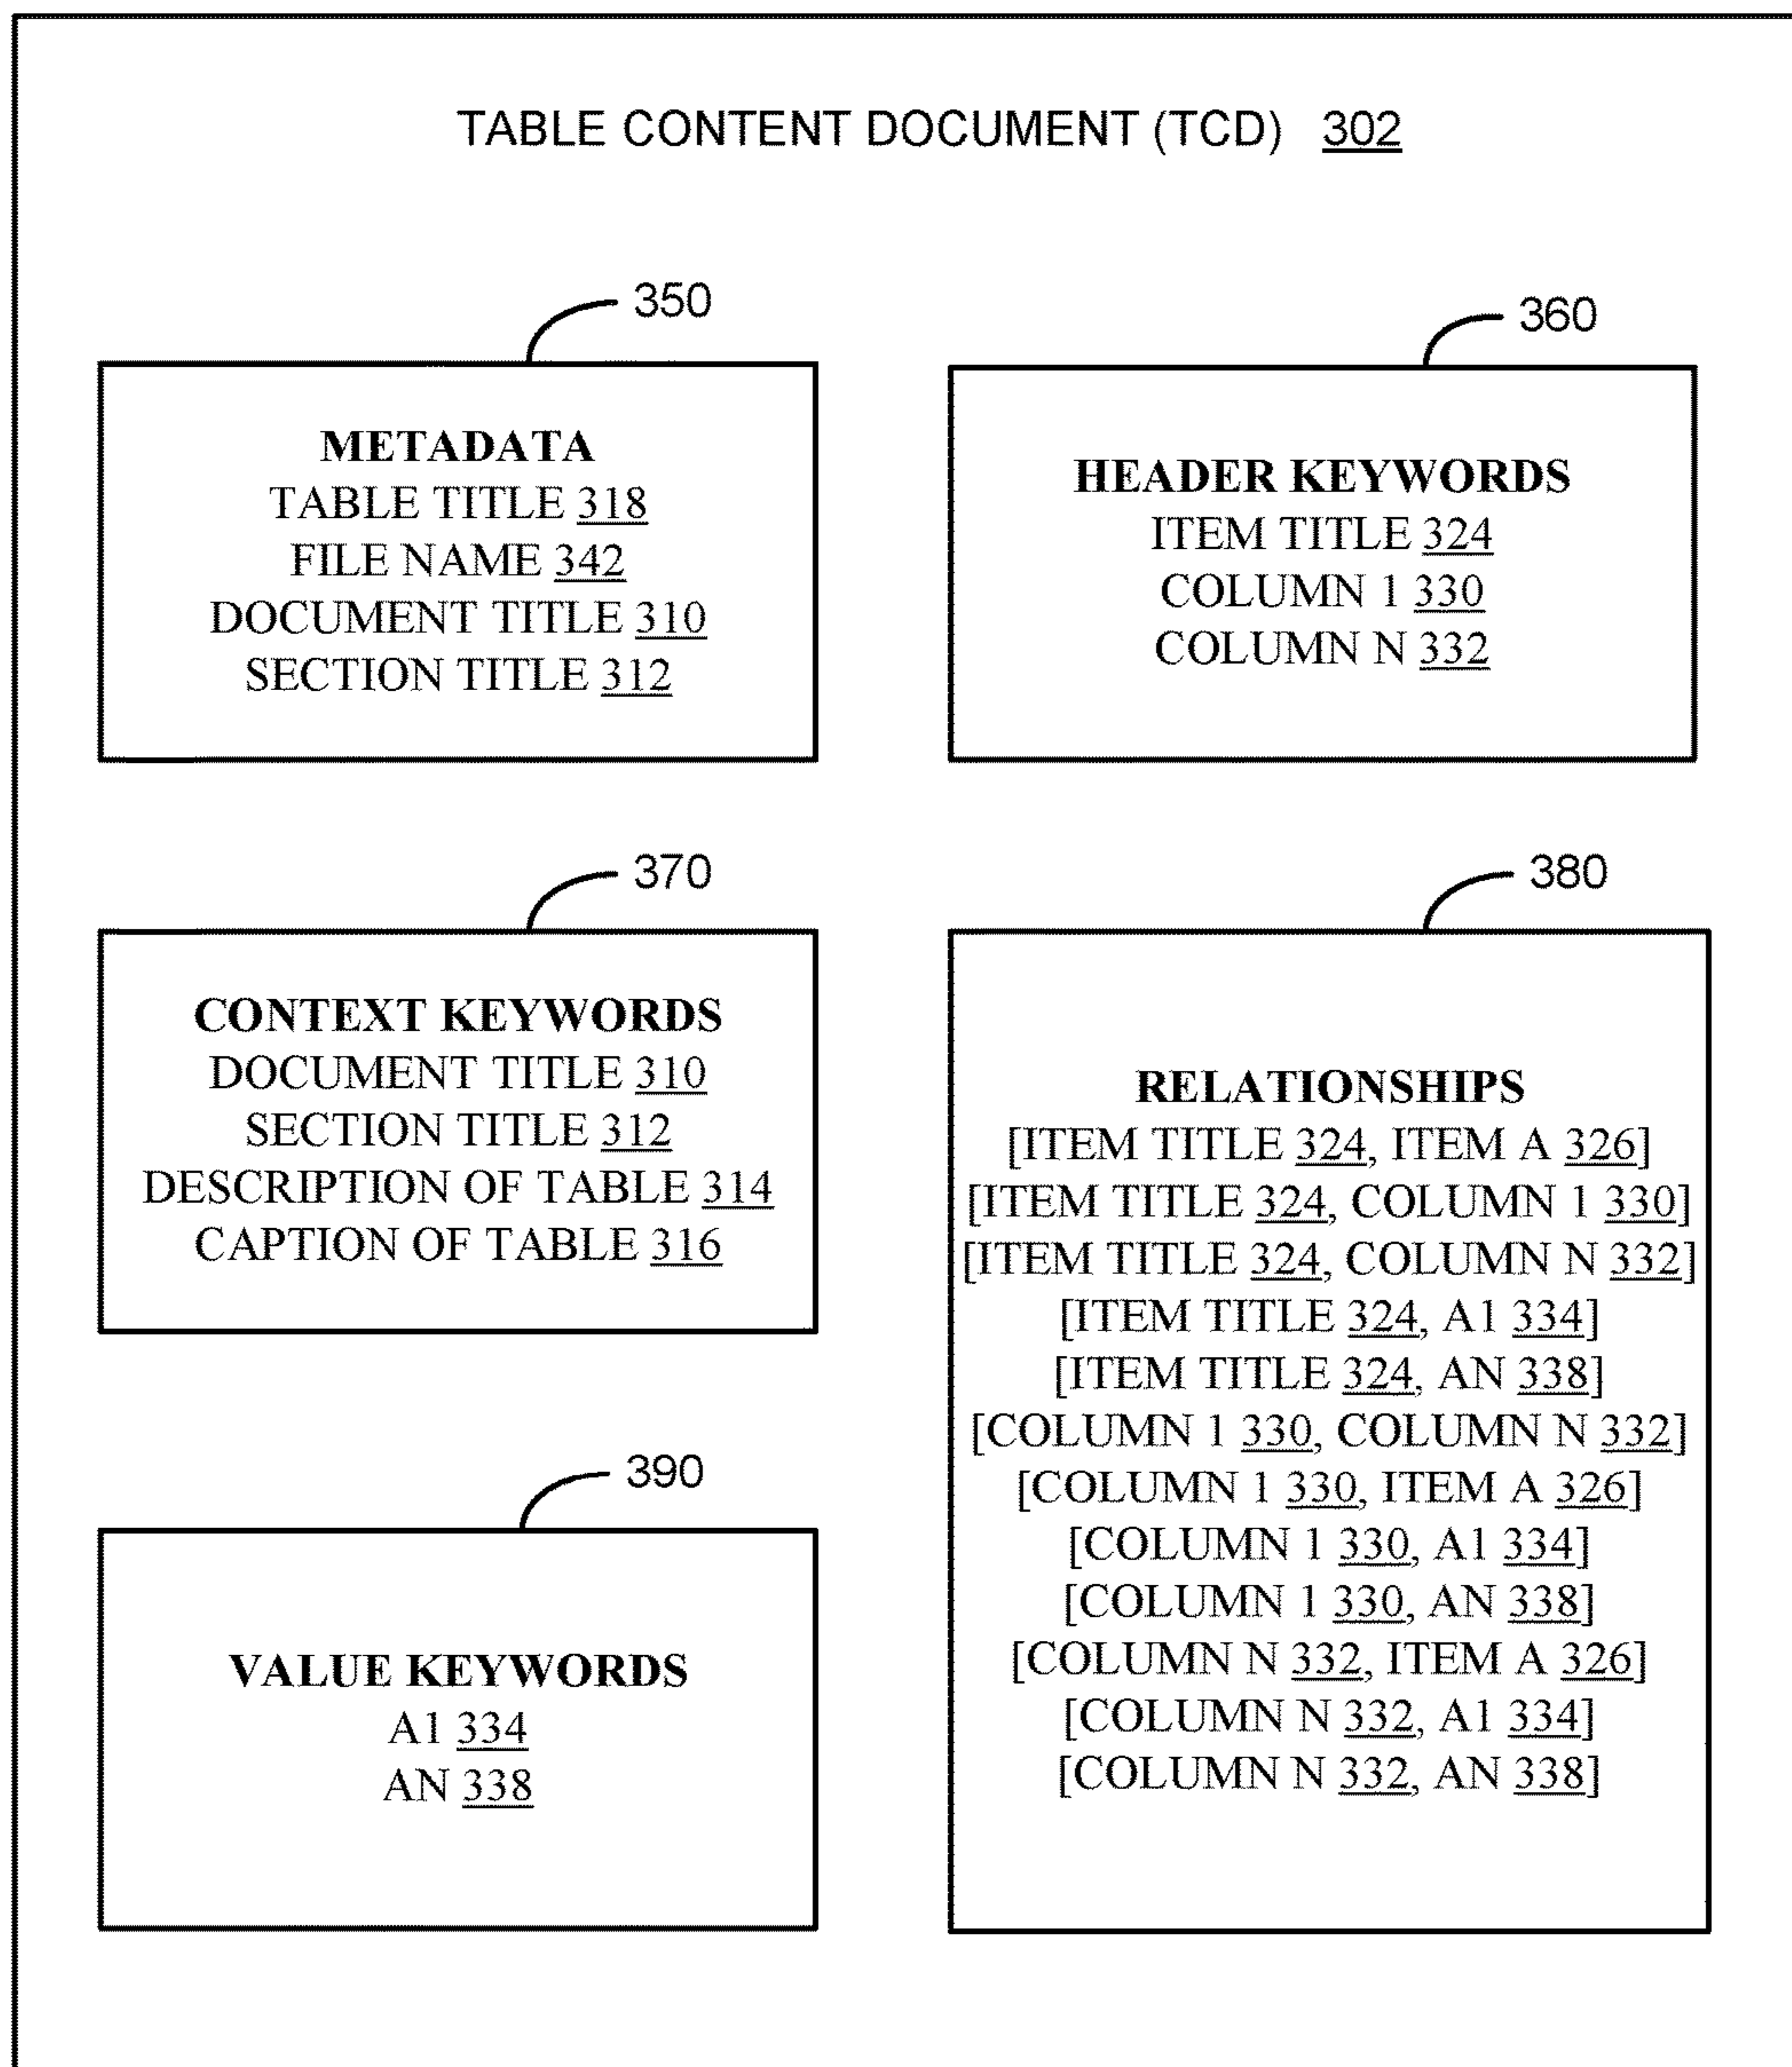 TABLE CONTENT DOCUMENT (TCD) 302
350
METADATA
TABLE TITLE 318
FILE NAME 342
DOCUMENT TITLE 310
SECTION TITLE 312
360
HEADER KEYWORDS
ITEM TITLE 324
COLUMN 1 330
COLUMN N 332
370
CONTEXT KEYWORDS
DOCUMENT TITLE 310
SECTION TITLE 312
DESCRIPTION OF TABLE 314
CAPTION OF TABLE 316
380
RELATIONSHIPS
[ITEM TITLE 324, ITEM A 326]
[ITEM TITLE 324, COLUMN 1 330]
[ITEM TITLE 324, COLUMN N 332]
[ITEM TITLE 324, A1 334]
[ITEM TITLE 324, AN 338]
[COLUMN 1 330, COLUMN N 332]
[COLUMN 1 330, ITEM A 326]
[COLUMN 1 330, A1 334]
[COLUMN 1 330, AN 338]
[COLUMN N 332, ITEM A 326]
[COLUMN N 332, A1 334]
[COLUMN N 332, AN 338]
390
VALUE KEYWORDS
A1 334
AN 338